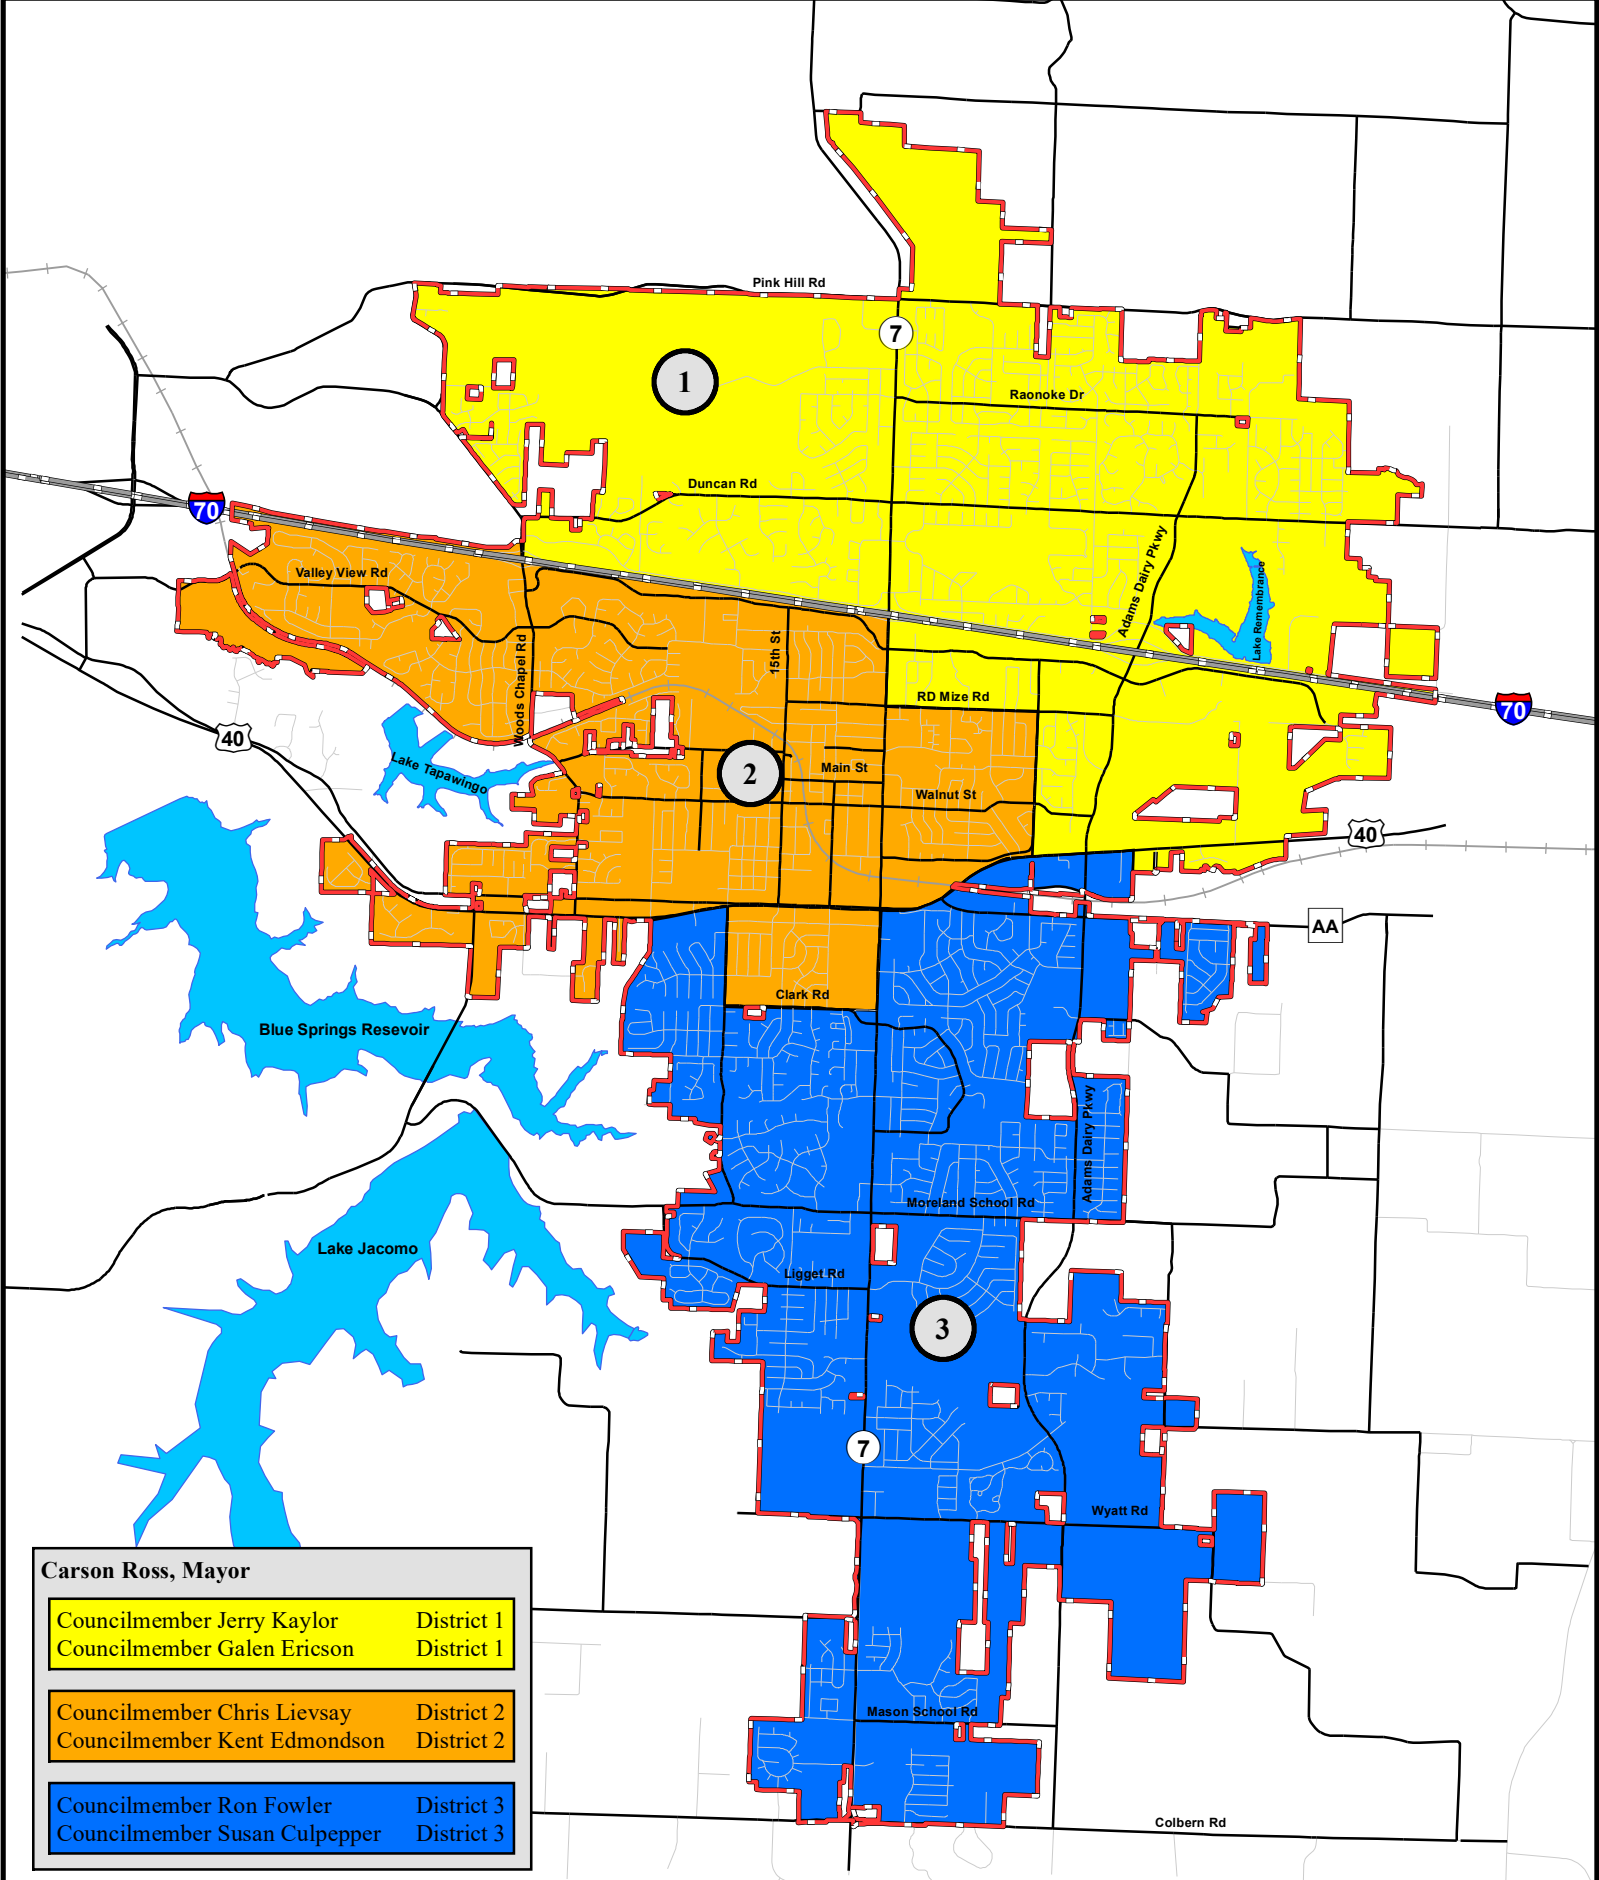 Pink Hill Rd
7
1
Raonoke Dr
Duncan Rd
70
Adams Dairy Pkwy
Lake Remembrance
Valley View Rd
15th St
Woods Chapel Rd
RD Mize Rd
70
40
Lake Tapawingo
2
Main St
Walnut St
40
AA
Clark Rd
Blue Springs Resevoir
Adams Dairy Pkwy
Moreland School Rd
Lake Jacomo
Ligget Rd
3
7
Wyatt Rd
Mason School Rd
Colbern Rd
Carson Ross, Mayor
Councilmember Jerry Kaylor District 1
Councilmember Galen Ericson District 1
Councilmember Chris Lievsay District 2
Councilmember Kent Edmondson District 2
Councilmember Ron Fowler District 3
Councilmember Susan Culpepper District 3